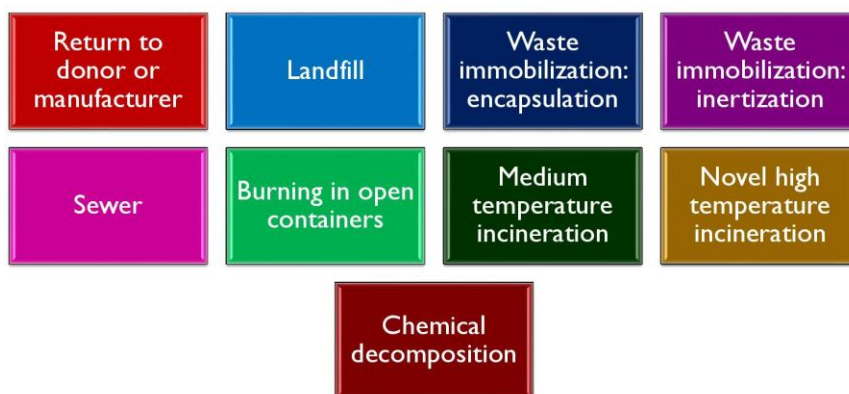 Return to
donor or
manufacturer
Landfill
Waste
immobilization:
encapsulation
Waste
immobilization:
inertization
Sewer
Burning in open
containers
Medium
temperature
incineration
Novel high
temperature
incineration
Chemical
decomposition